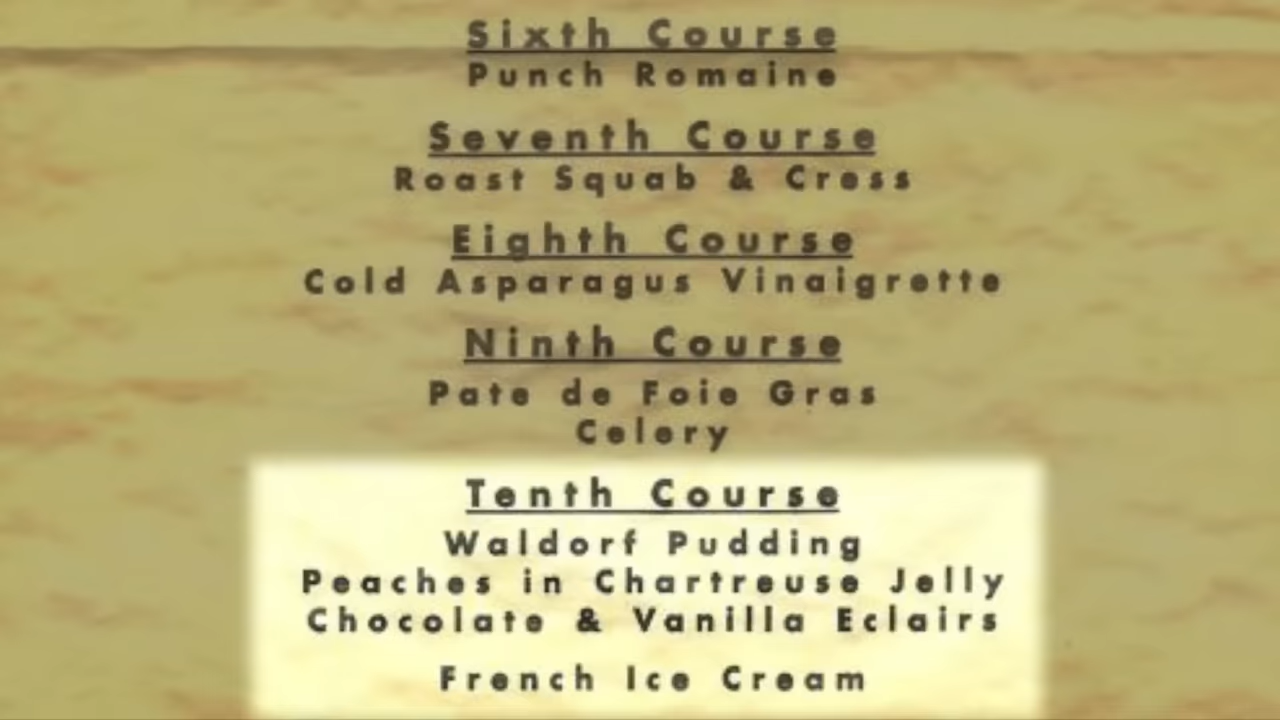 Sixth Course
Punch Romaine
Seventh Course
Roast Squab & Cress
Eighth Course
Cold Asparagus Vinaigrette
Ninth Course
Pate de Foie Gras
Celery
Tenth Course
Waldorf Pudding
Peaches in Chartreuse Jelly
Chocolate & Vanilla Eclairs
French Ice Cream